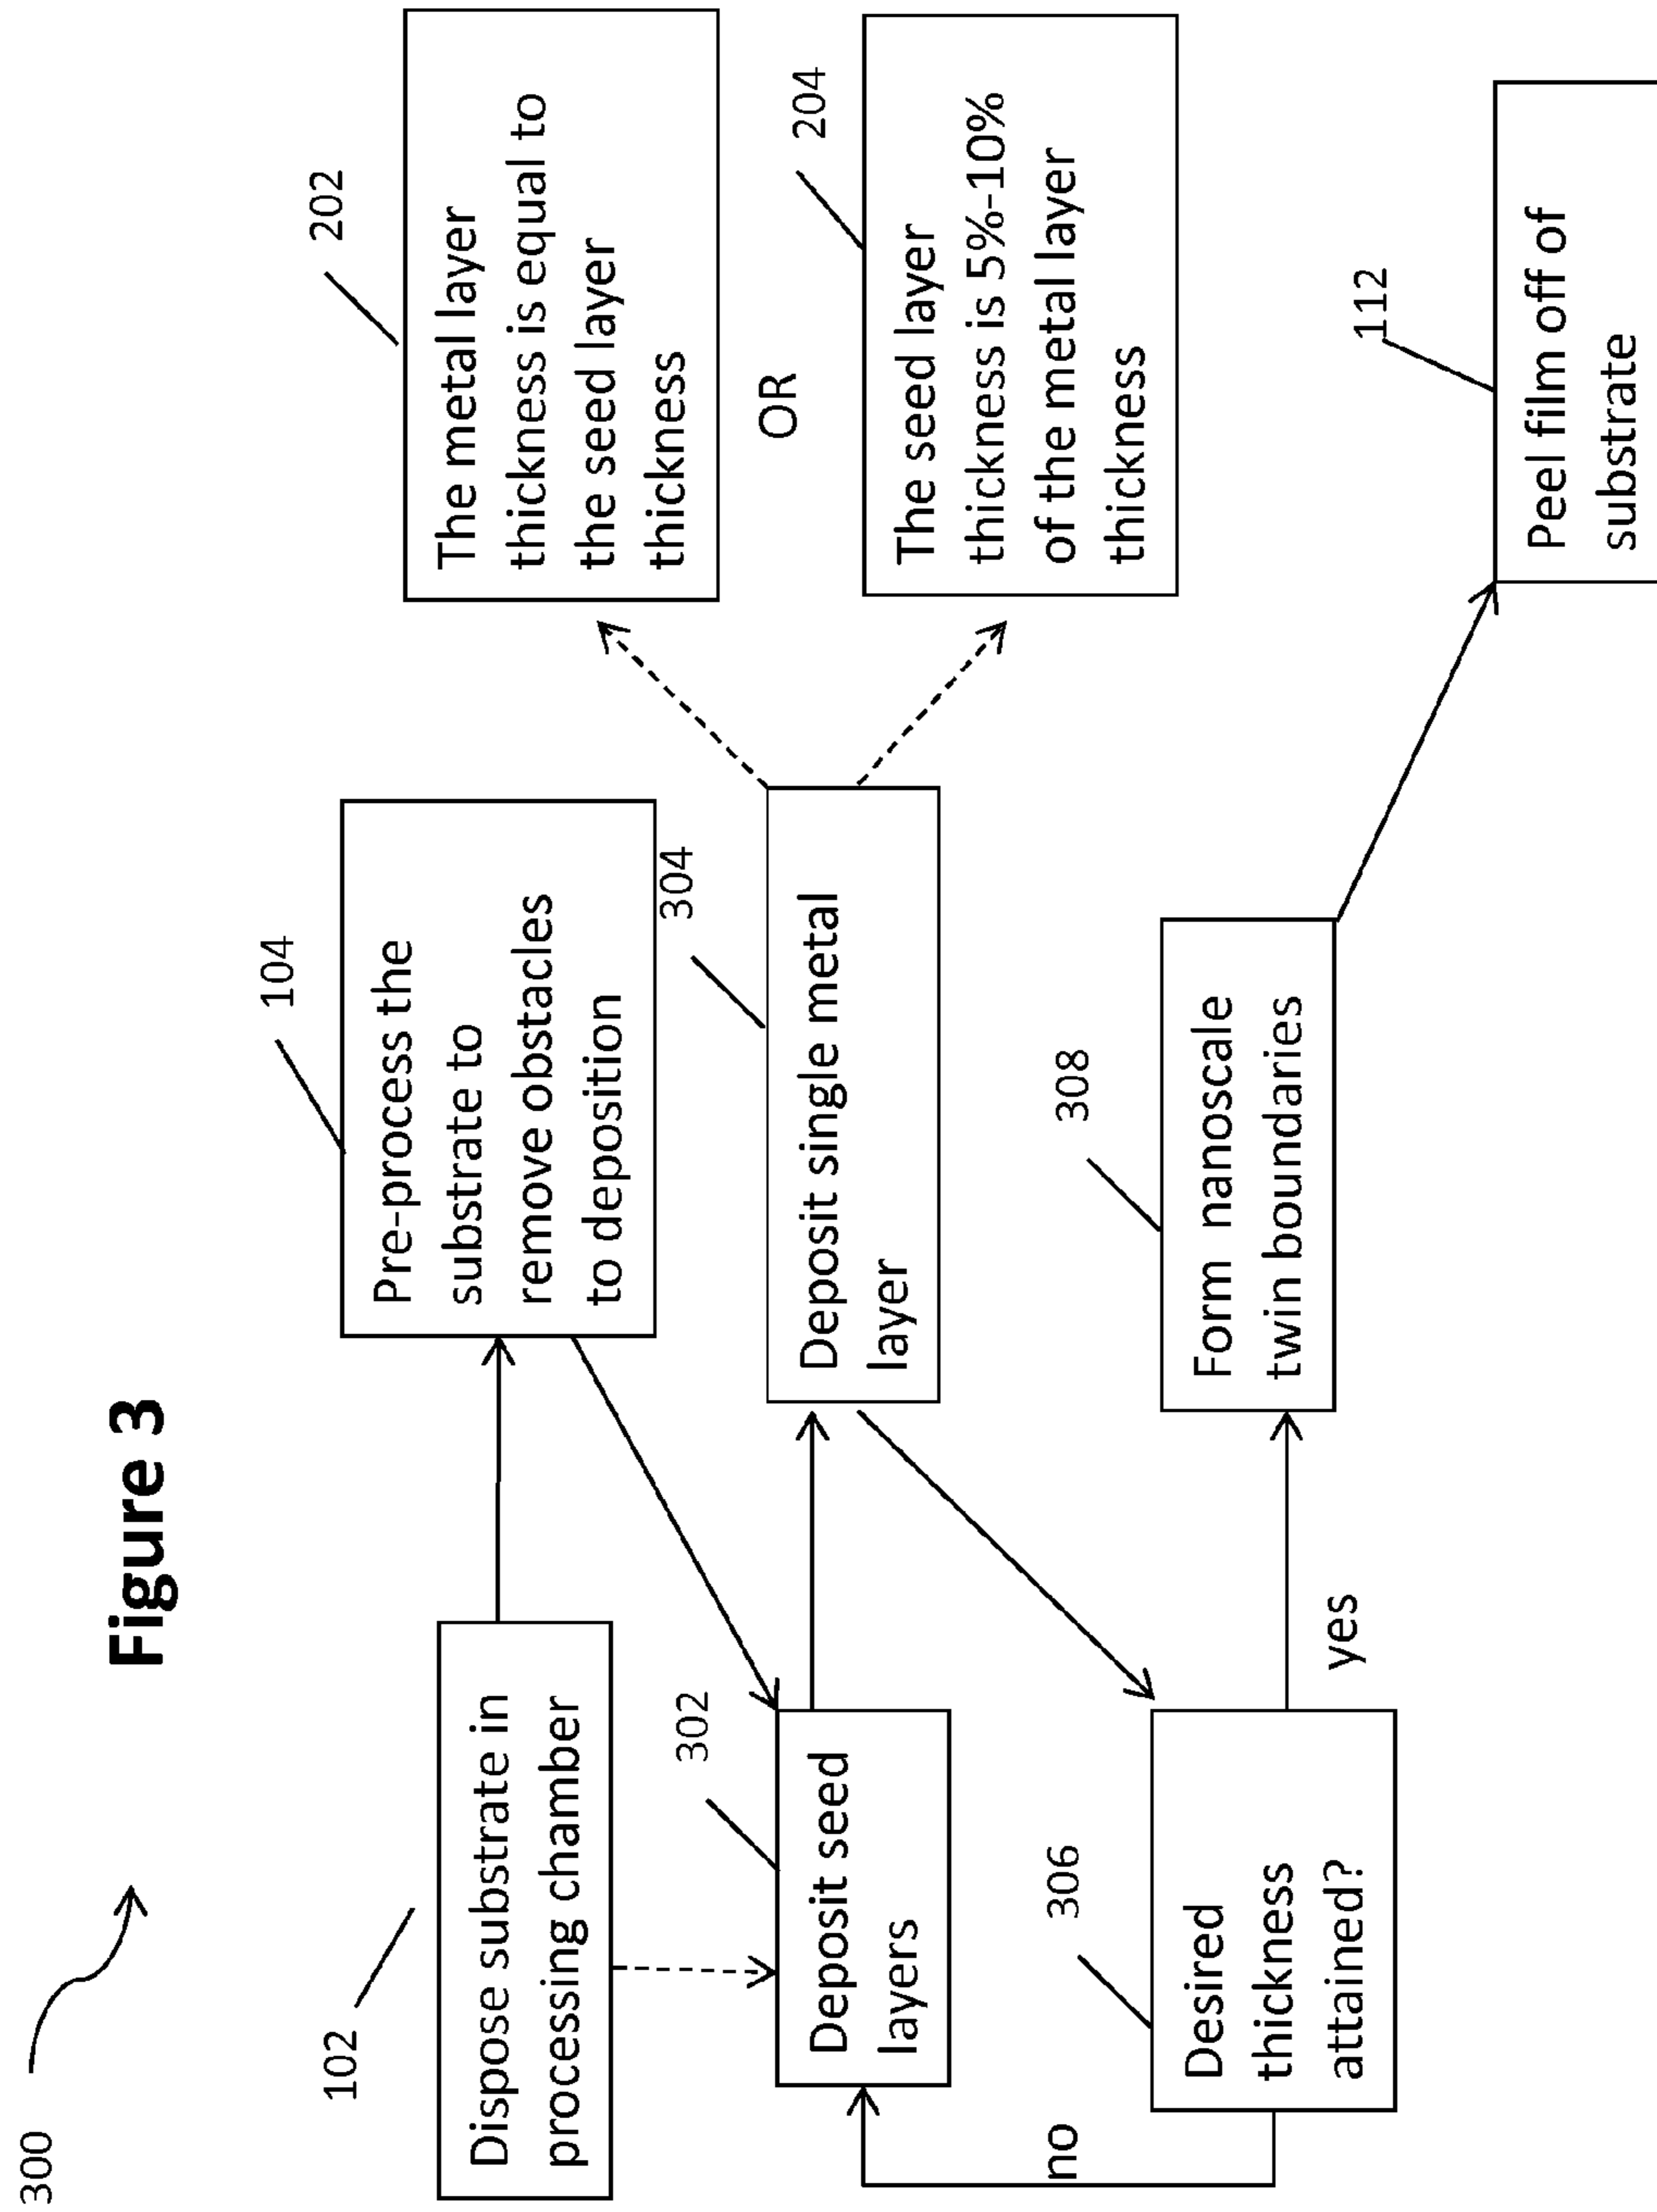 300
Figure 3
102
Dispose substrate in
processing chamber
104
Pre-process the
substrate to
remove obstacles
to deposition
202
The metal layer
thickness is equal to
the seed layer
thickness
OR
204
The seed layer
thickness is 5%-10%
of the metal layer
thickness
302
Deposit seed
layers
304
Deposit single metal
layer
306
Desired
thickness
attained?
no
yes
308
Form nanoscale
twin boundaries
112
Peel film off of
substrate